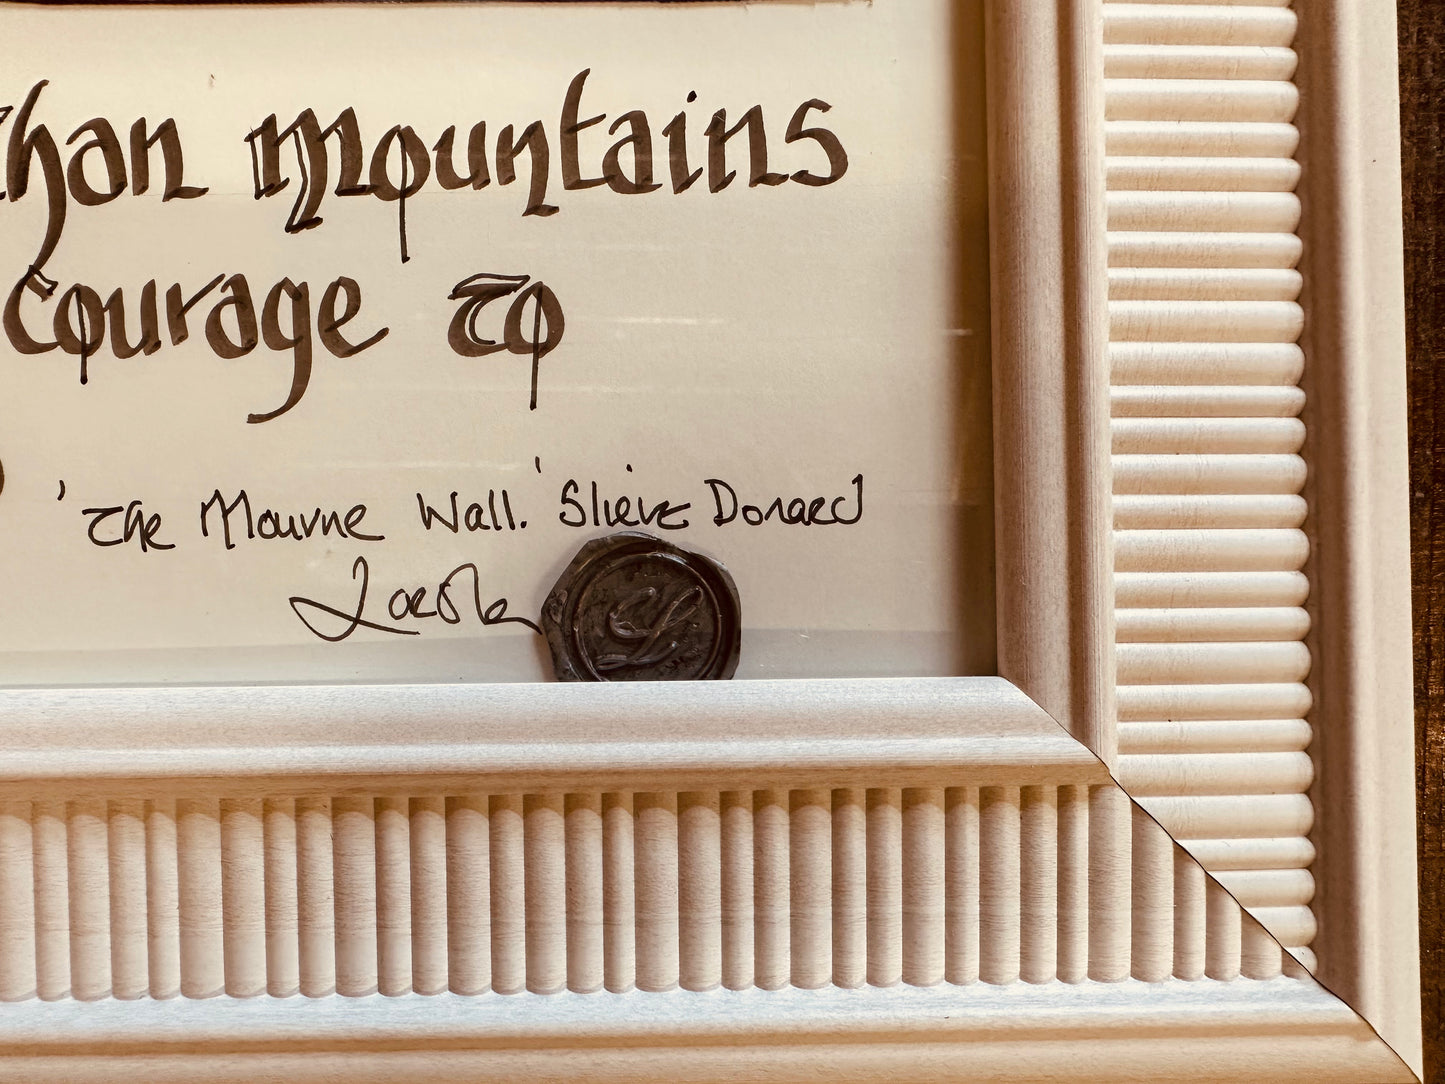 than mountains
courage to
'The Mourne Wall.' Slieve Donard